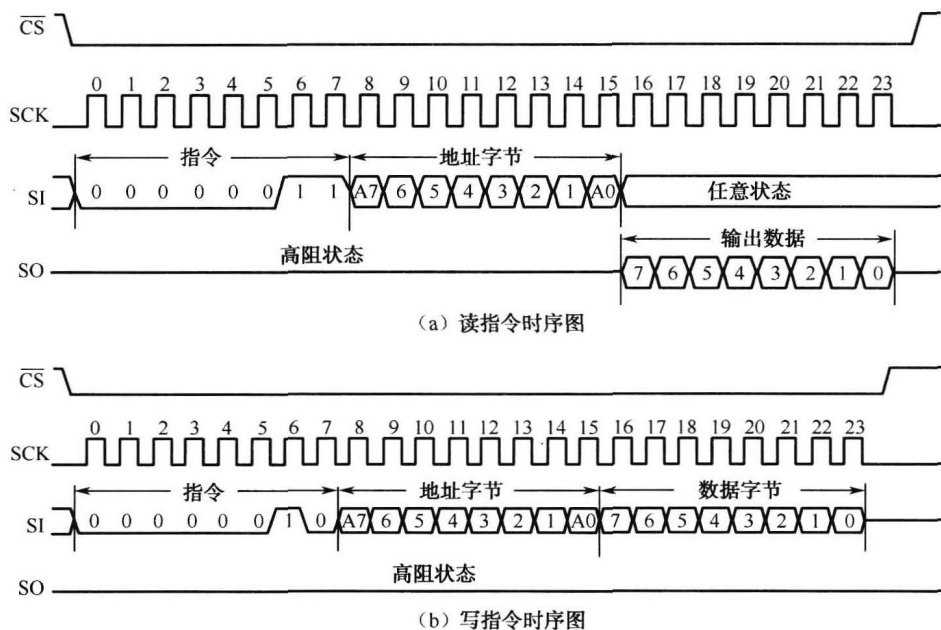 CS
0 1 2 3 4 5 6 7 8 9 10 11 12 13 14 15 16 17 18 19 20 21 22 23
SCK
指令 地址字节
SI 0 0 0 0 0 0 1 1 A7 6 5 4 3 2 1 A0 任意状态
高阻状态 输出数据
SO 7 6 5 4 3 2 1 0
(a) 读指令时序图
CS
0 1 2 3 4 5 6 7 8 9 10 11 12 13 14 15 16 17 18 19 20 21 22 23
SCK
指令 地址字节 数据字节
SI 0 0 0 0 0 0 1 0 A7 6 5 4 3 2 1 A0 7 6 5 4 3 2 1 0
高阻状态
SO
(b) 写指令时序图